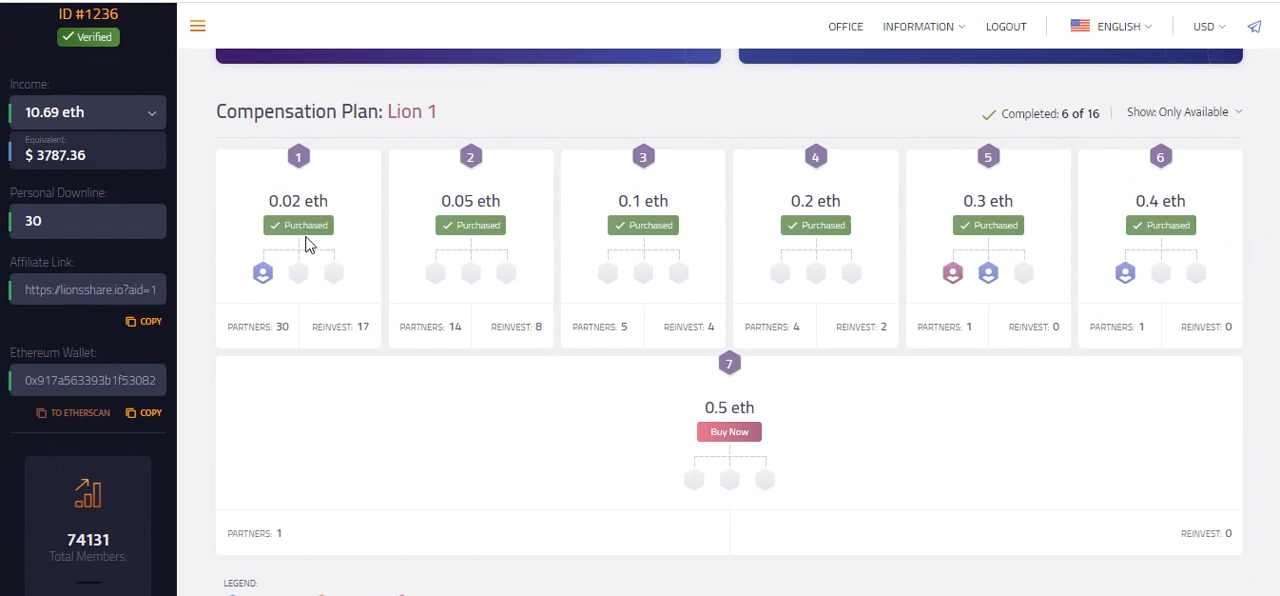 ID #1236
Verified
Income:
10.69 eth
Equivalent:
$ 3787.36
Personal Downline:
30
Affiliate Link:
https://lionsshare.io?aid=1
COPY
Ethereum Wallet:
0x917a563393b1f53082
TO ETHERSCAN COPY
74131
Total Members:
OFFICE INFORMATION LOGOUT ENGLISH USD
Compensation Plan: Lion 1
Completed: 6 of 16 Show: Only Available
1 2 3 4 5 6
0.02 eth 0.05 eth 0.1 eth 0.2 eth 0.3 eth 0.4 eth
Purchased Purchased Purchased Purchased Purchased Purchased
PARTNERS: 30 REINVEST: 17 PARTNERS: 14 REINVEST: 8 PARTNERS: 5 REINVEST: 4 PARTNERS: 4 REINVEST: 2 PARTNERS: 1 REINVEST: 0 PARTNERS: 1 REINVEST: 0
7
0.5 eth
Buy Now
PARTNERS: 1 REINVEST: 0
LEGEND: